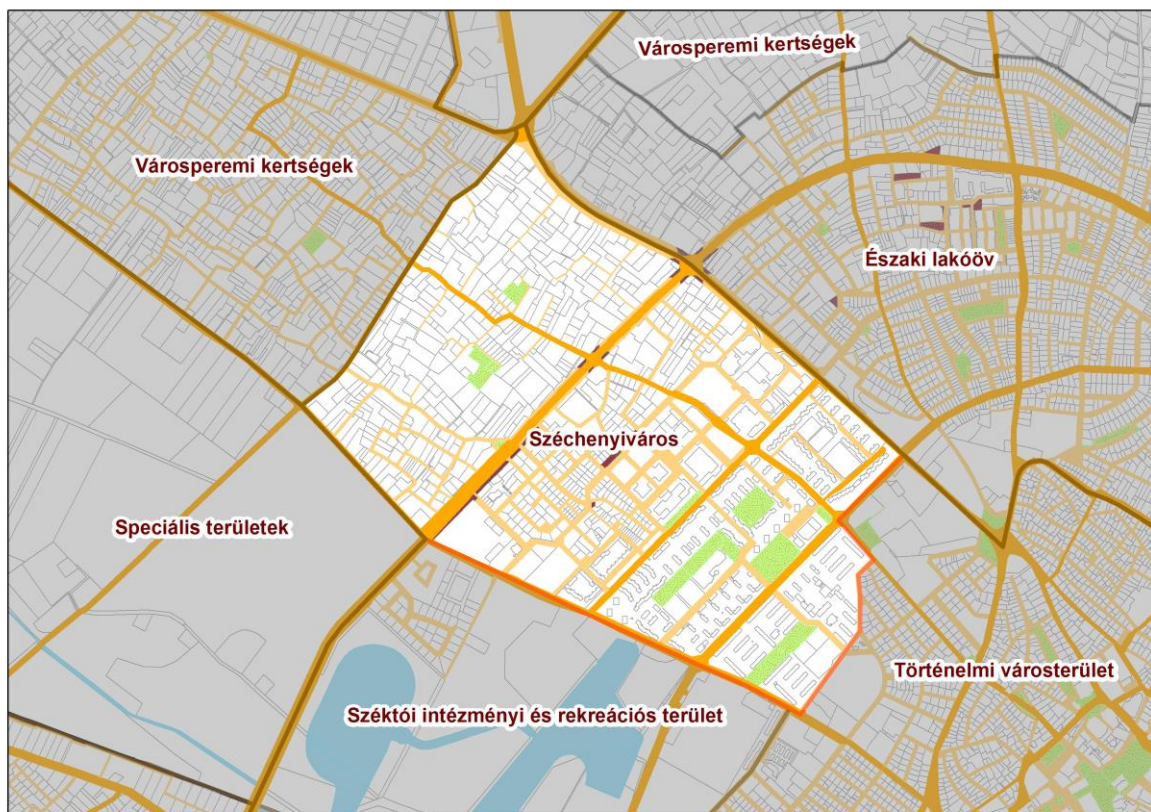 Városperemi kertségek
Városperemi kertségek
Északi lakóöv
Széchenyiváros
Speciális területek
Történelmi városterület
Széktói intézményi és rekreációs terület